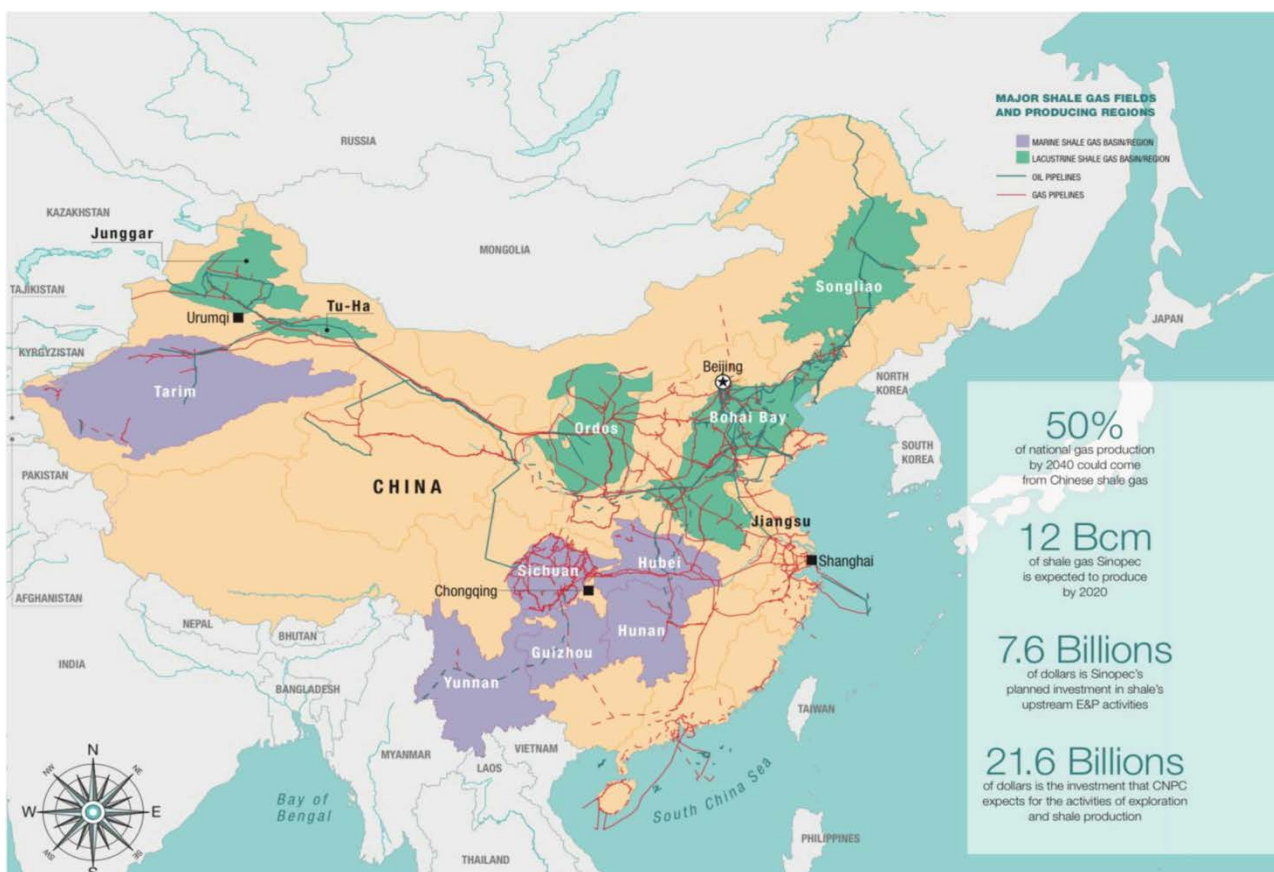 MAJOR SHALE GAS FIELDS
AND PRODUCING REGIONS
MARINE SHALE GAS BASIN/REGION
LACUSTRINE SHALE GAS BASIN/REGION
OIL PIPELINES
GAS PIPELINES
RUSSIA
KAZAKHSTAN
Junggar
MONGOLIA
TAJIKISTAN
Songliao
Urumqi
Tu-Ha
JAPAN
KYRGYZISTAN
Beijing
NORTH
KOREA
Tarim
Bohai Bay
Ordos
SOUTH
KOREA
PAKISTAN
CHINA
Jiangsu
Shanghai
Sichuan
Hubei
Chongqing
AFGHANISTAN
NEPAL
BHUTAN
Hunan
Guizhou
INDIA
Yunnan
BANGLADESH
TAIWAN
MYANMAR
VIETNAM
LAOS
South China Sea
Bay of
Bengal
PHILIPPINES
THAILAND
N
NW
NE
W
E
SW
SE
S
50%
of national gas production
by 2040 could come
from Chinese shale gas
12 Bcm
of shale gas Sinopec
is expected to produce
by 2020
7.6 Billions
of dollars is Sinopec's
planned investment in shale's
upstream E&P activities
21.6 Billions
of dollars is the investment that CNPC
expects for the activities of exploration
and shale production